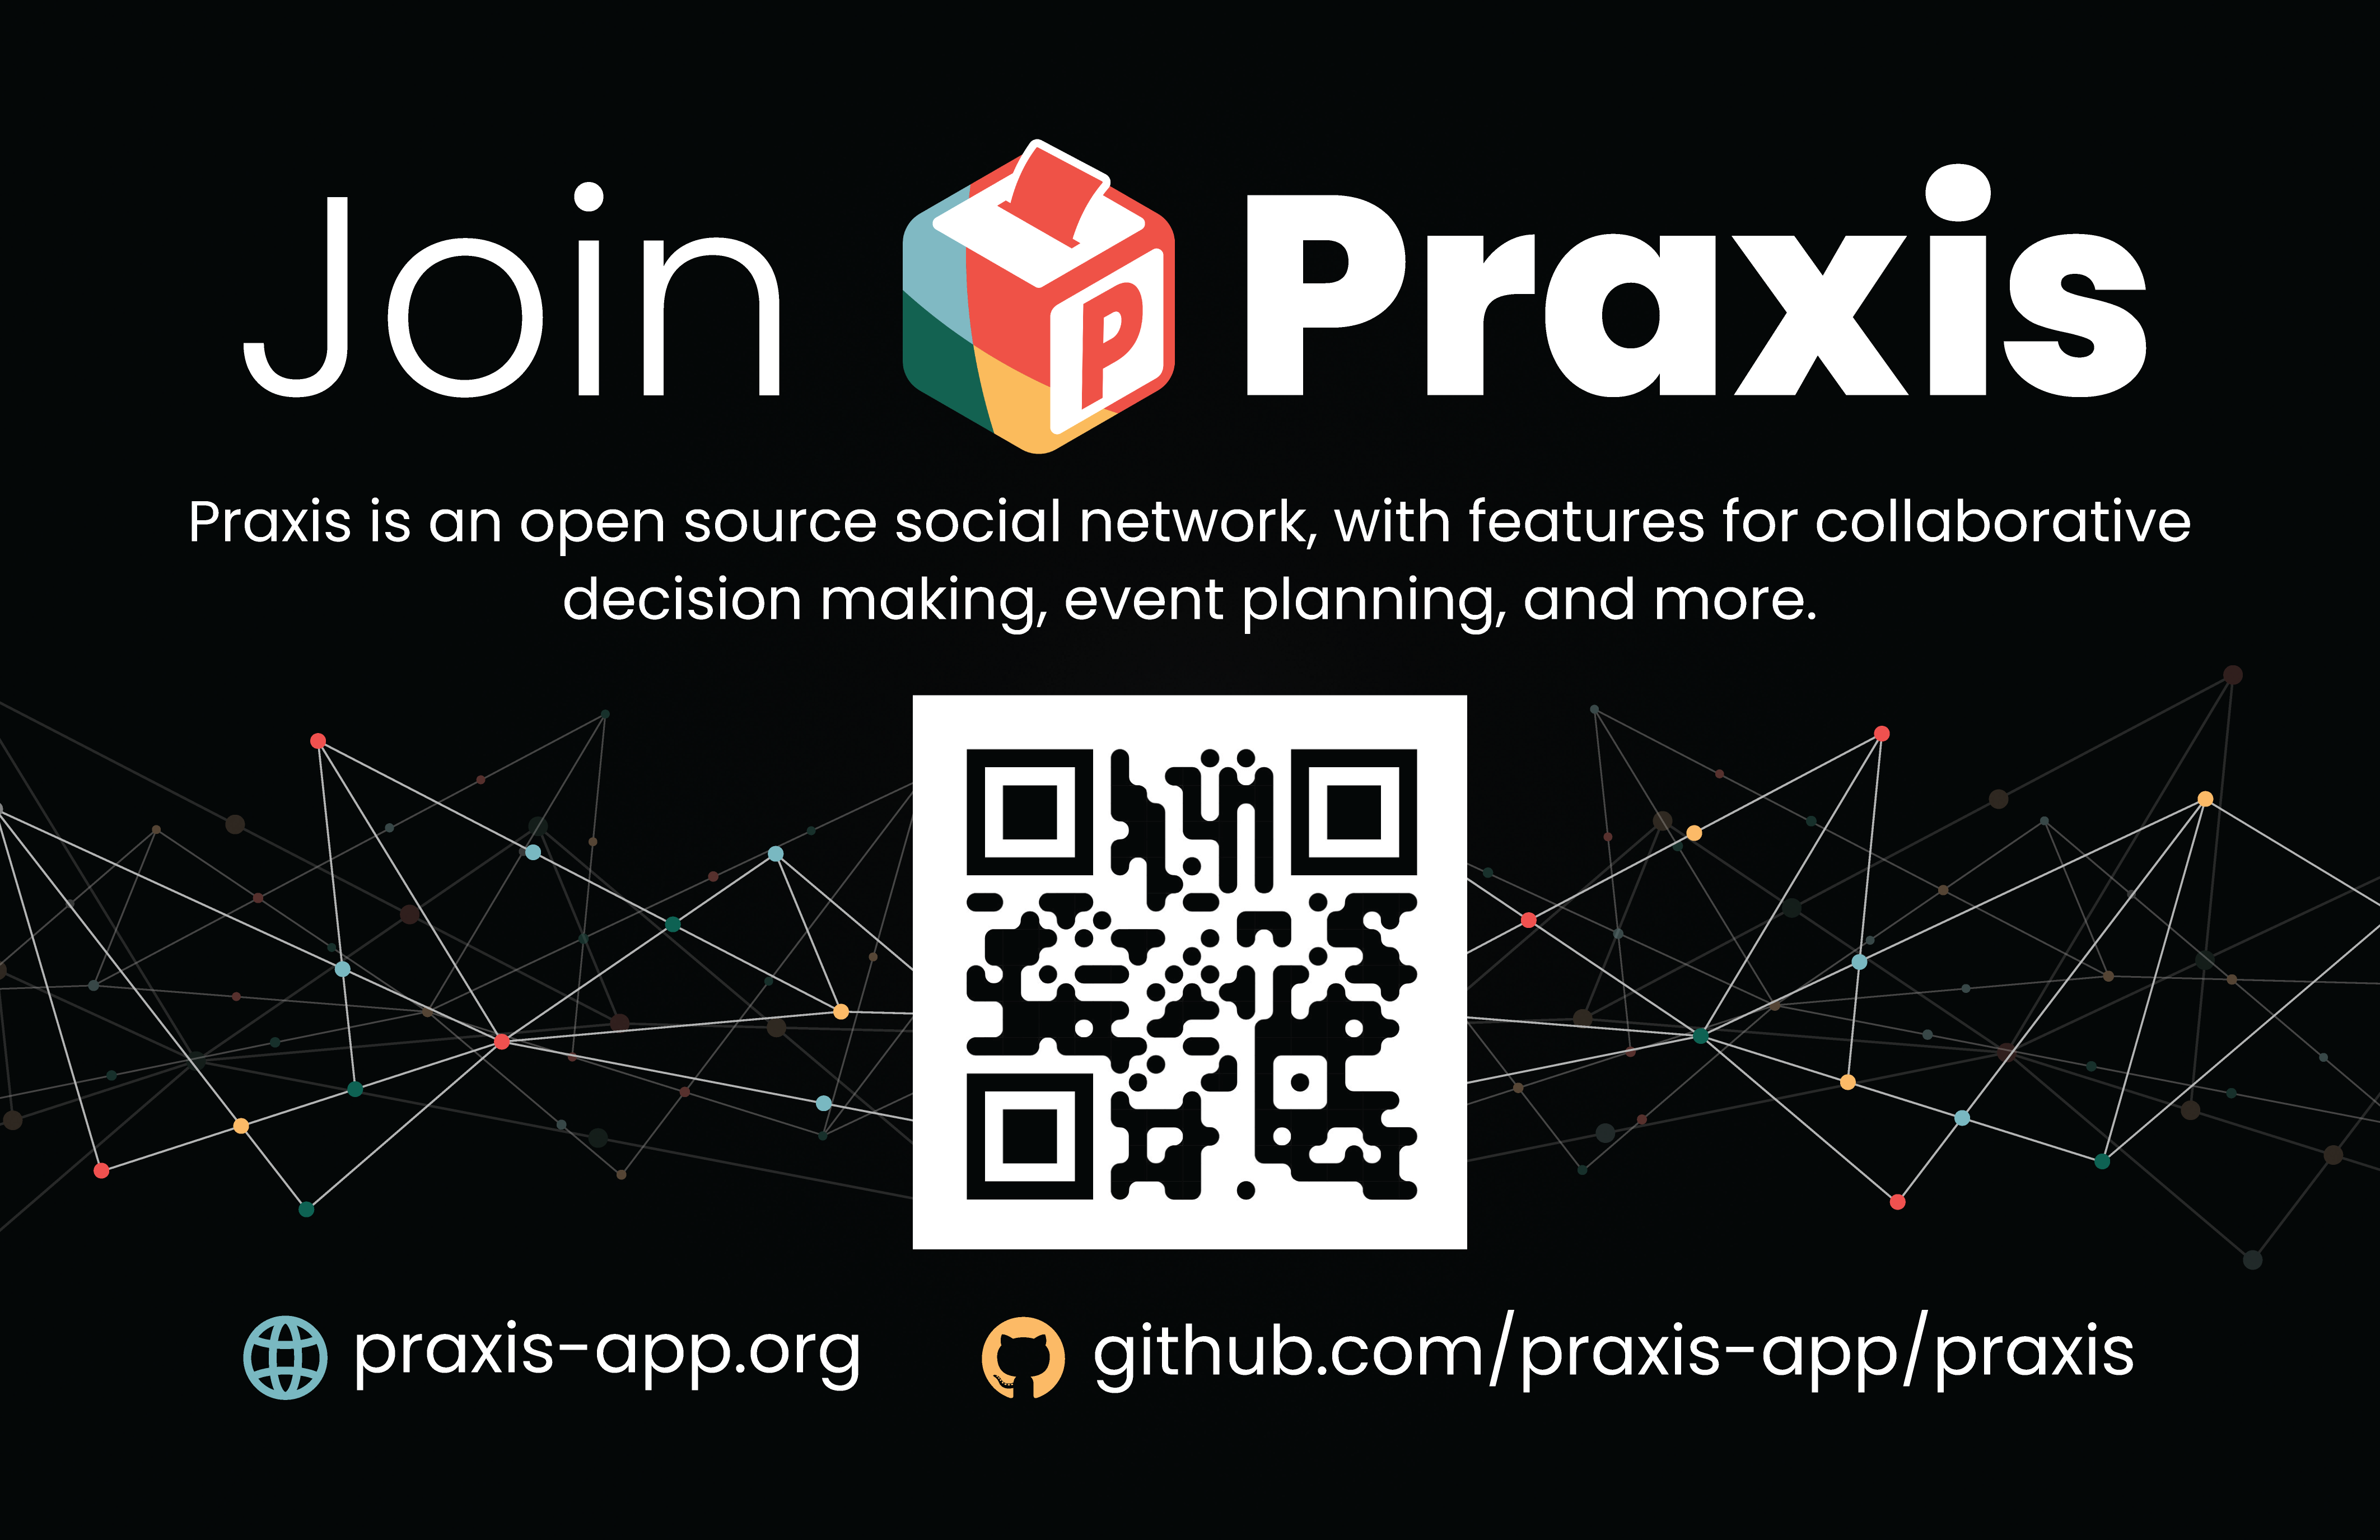 Join P Praxis
Praxis is an open source social network, with features for collaborative
decision making, event planning, and more.
praxis-app.org
github.com/praxis-app/praxis